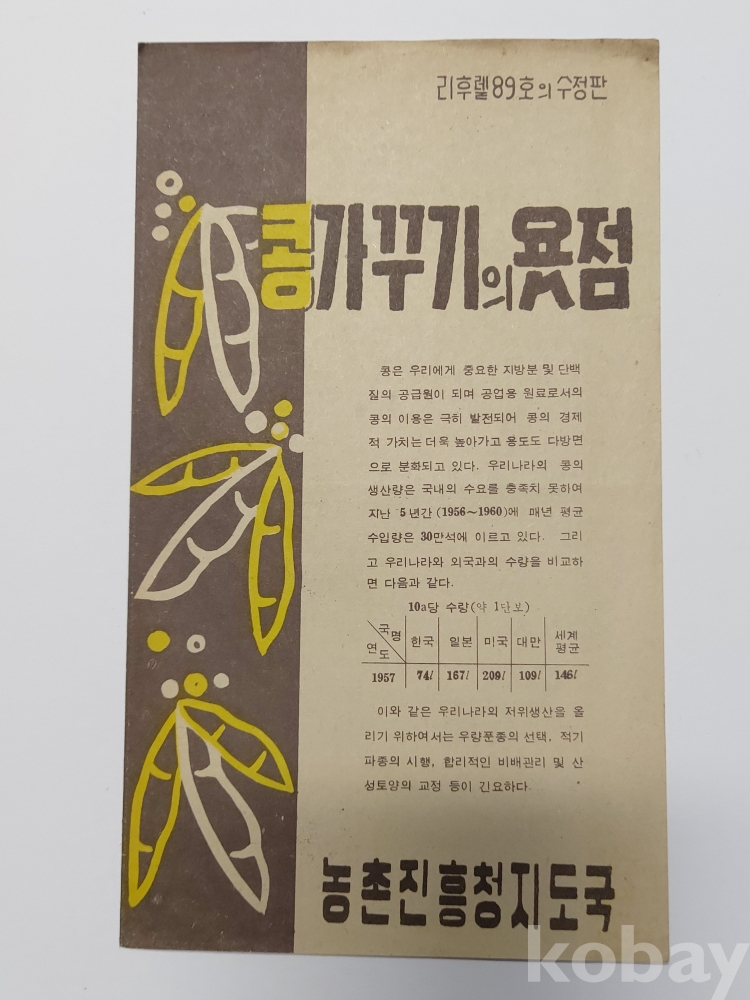 리후렡89호의 수정판
콩가꾸기의 욧점
콩은 우리에게 중요한 지방분 및 단백
질의 공급원이 되며 공업용 원료로서의
콩의 이용은 극히 발전되어 콩의 경제
적 가치는 더욱 높아가고 용도도 다방면
으로 분화되고 있다. 우리나라의 콩의
생산량은 국내의 수요를 충족치 못하여
지난 5년간 (1956~1960)에 매년 평균
수입량은 30만석에 이르고 있다. 그리
고 우리나라와 외국과의 수량을 비교하
면 다음과 같다.
10a당 수량(약 1단보)
국명 연도 한국 일본 미국 대만 세계평균
1957 74l 167l 209l 109l 146l
이와 같은 우리나라의 저위생산을 올
리기 위하여서는 우량푼종의 선택, 적기
파종의 시행, 합리적인 비배관리 및 산
성토양의 교정 등이 긴요하다.
농촌진흥청지도국
kobay